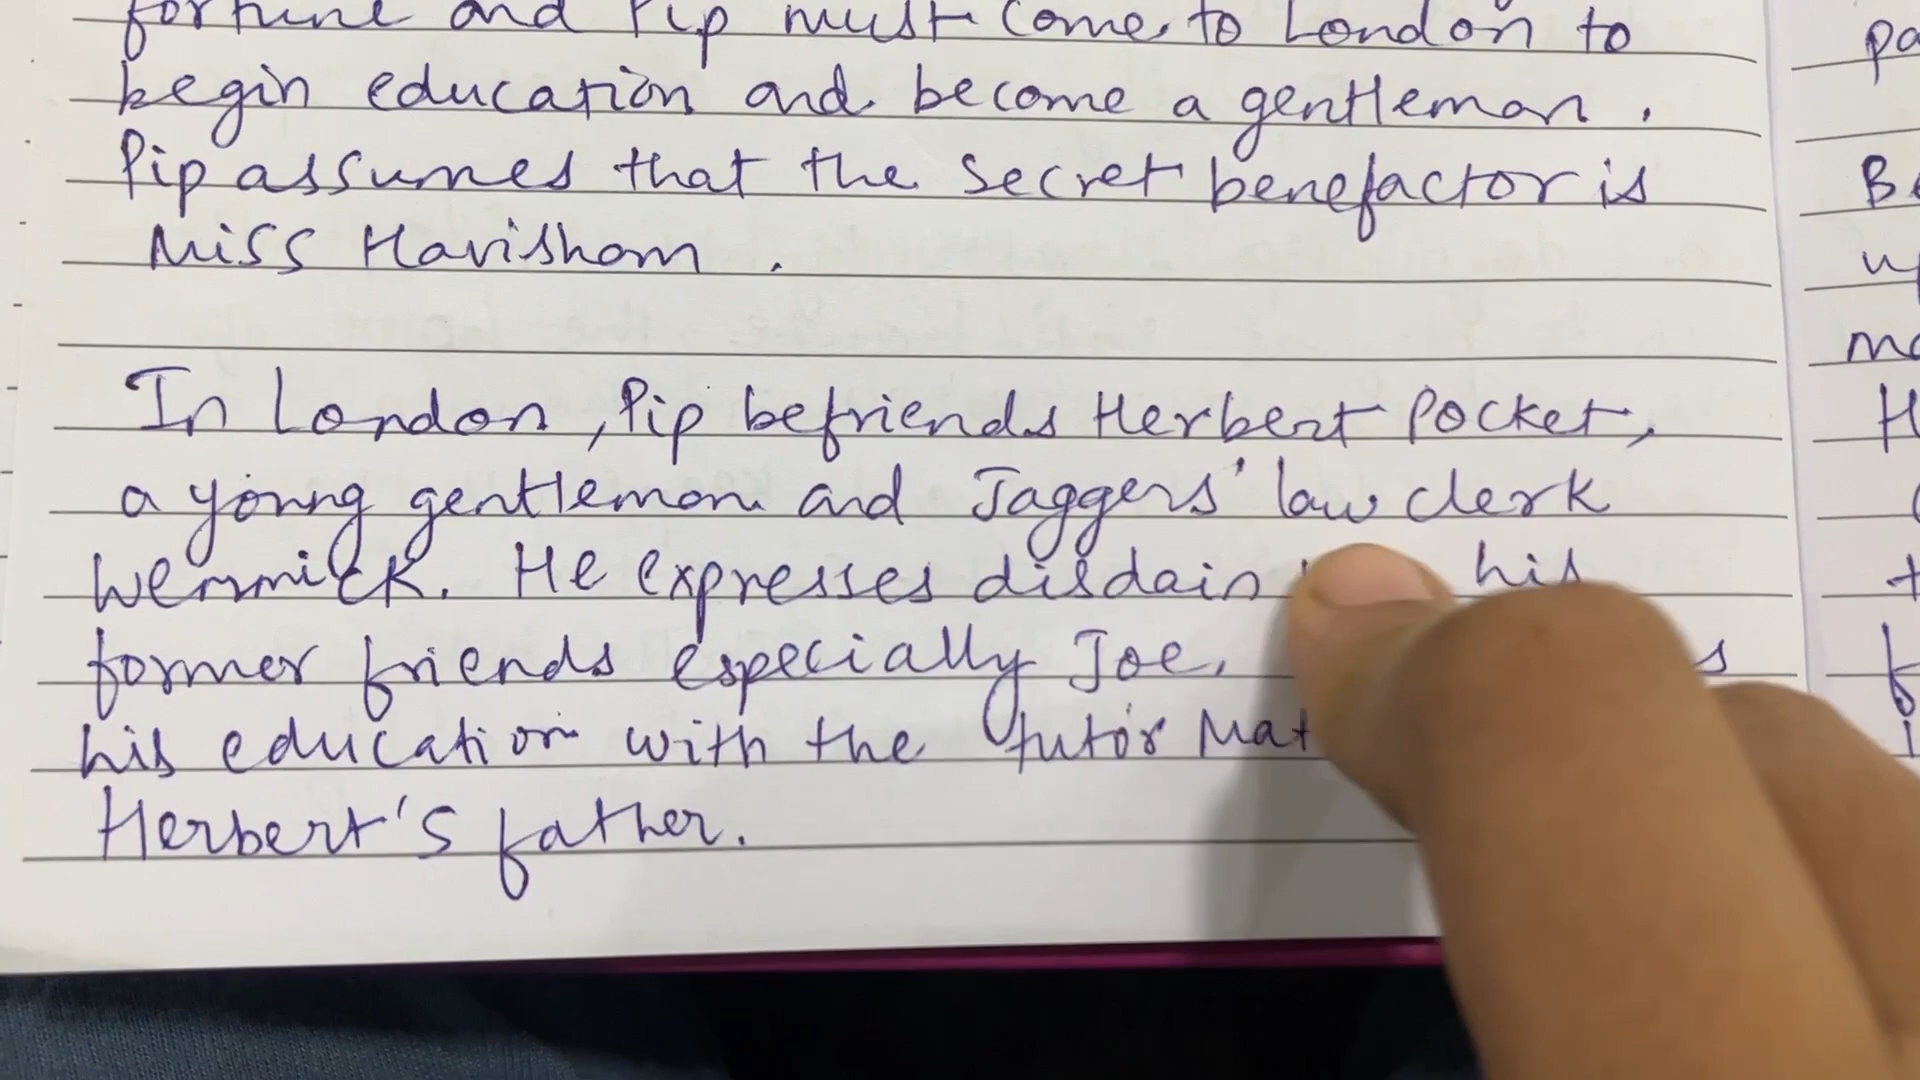 fortune and Pip must come to London to
begin education and become a gentleman.
Pip assumes that the secret benefactor is
Miss Havisham.
In London, Pip befriends Herbert Pocket,
a young gentleman and Jaggers' law clerk
Wemmick. He expresses disdain his
former friends especially Joe.
his education with the tutor
Herbert's father.